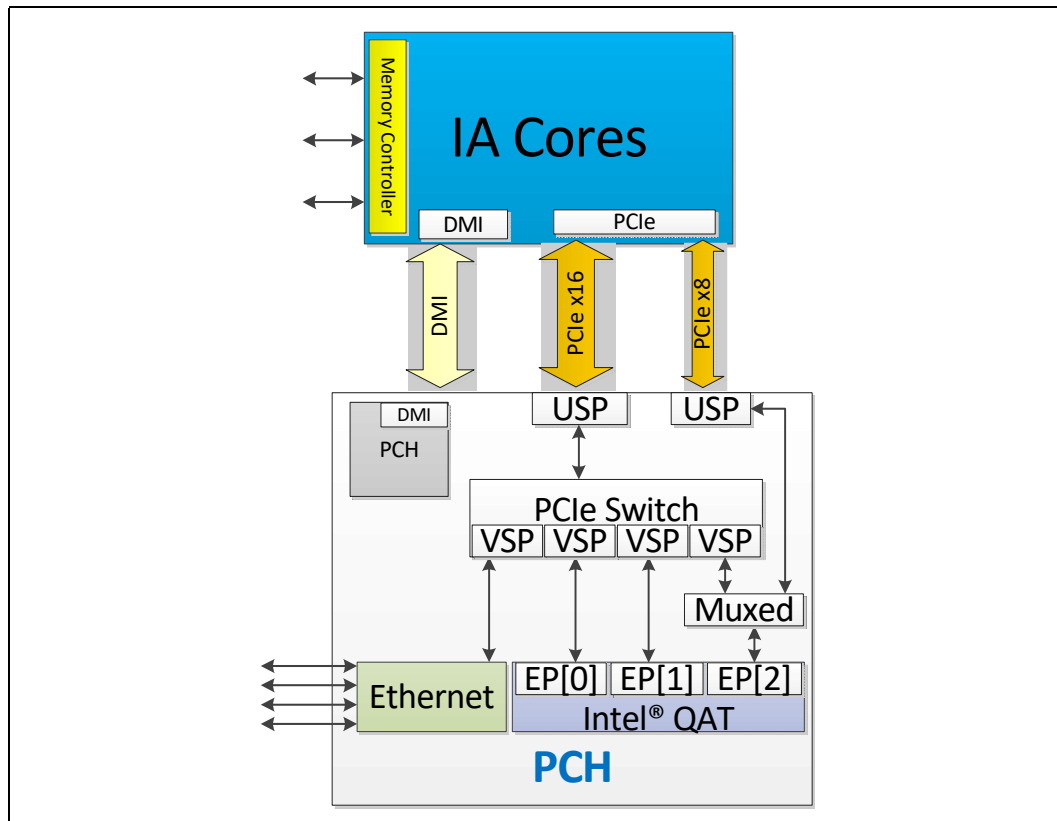 Memory Controller
IA Cores
DMI
PCIe
DMI
PCIe x16
PCIe x8
USP
USP
DMI
PCH
PCIe Switch
VSP
VSP
VSP
VSP
Muxed
Ethernet
EP[0]
EP[1]
EP[2]
Intel® QAT
PCH